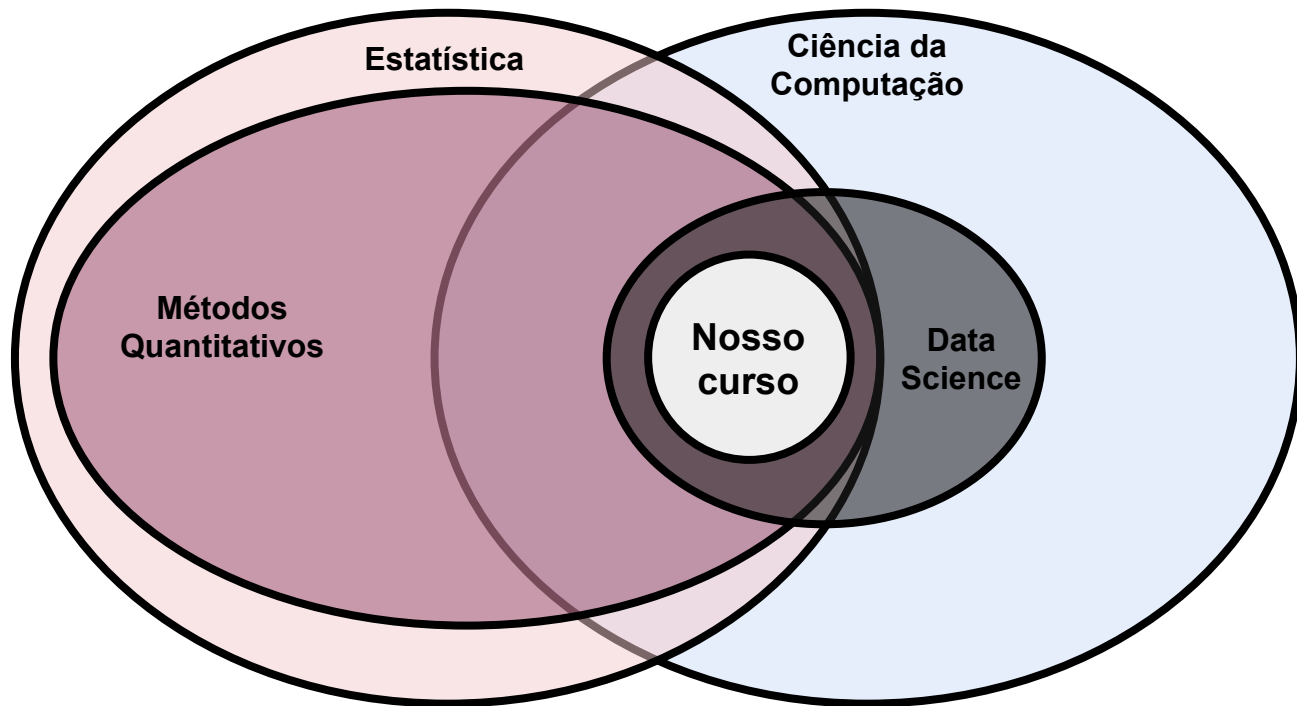 Estatística
Ciência da
Computação
Métodos
Quantitativos
Nosso
curso
Data
Science